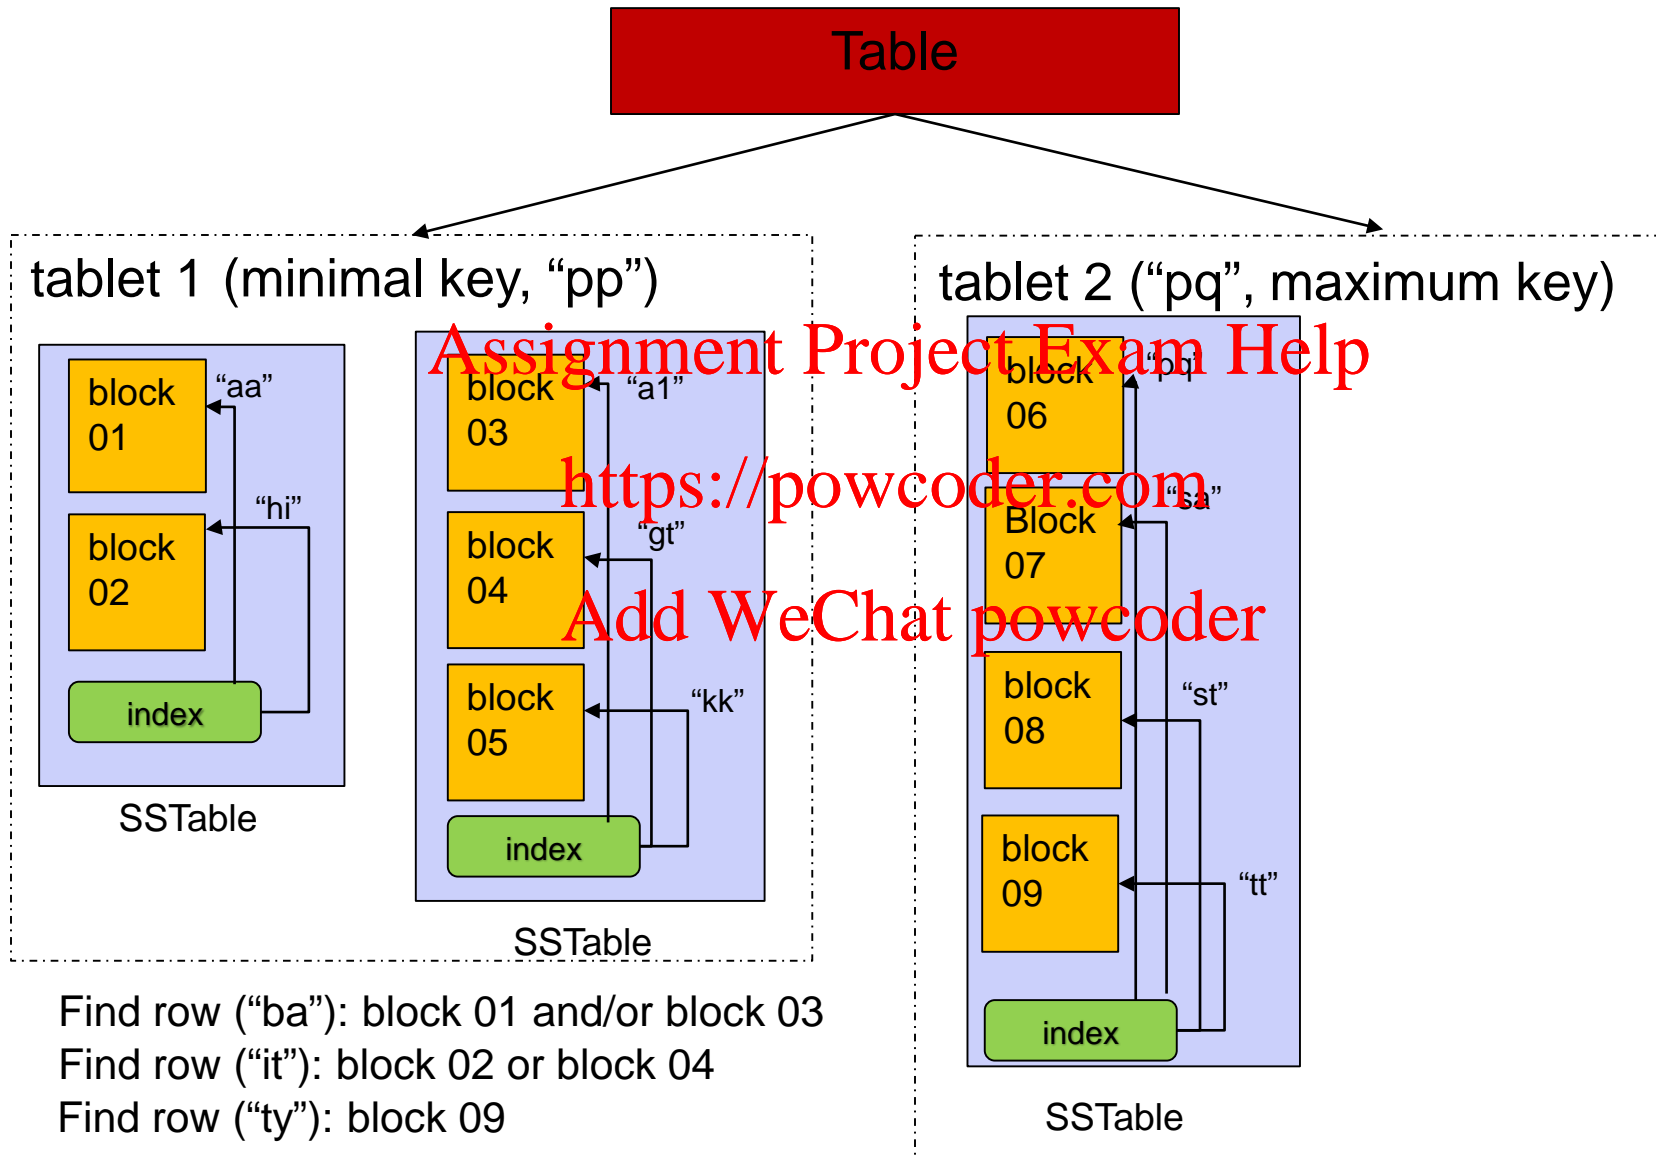 Table
tablet 1 (minimal key, “pp”)
block
01
“aa”
block
02
“hi”
index
SSTable
block
03
“a1”
block
04
“gt”
block
05
“kk”
index
SSTable
tablet 2 (“pq”, maximum key)
block
06
“pq”
Block
07
“sa”
block
08
“st”
block
09
“tt”
index
SSTable
Assignment Project Exam Help
https://powcoder.com
Add WeChat powcoder
Find row (“ba”): block 01 and/or block 03
Find row (“it”): block 02 or block 04
Find row (“ty”): block 09